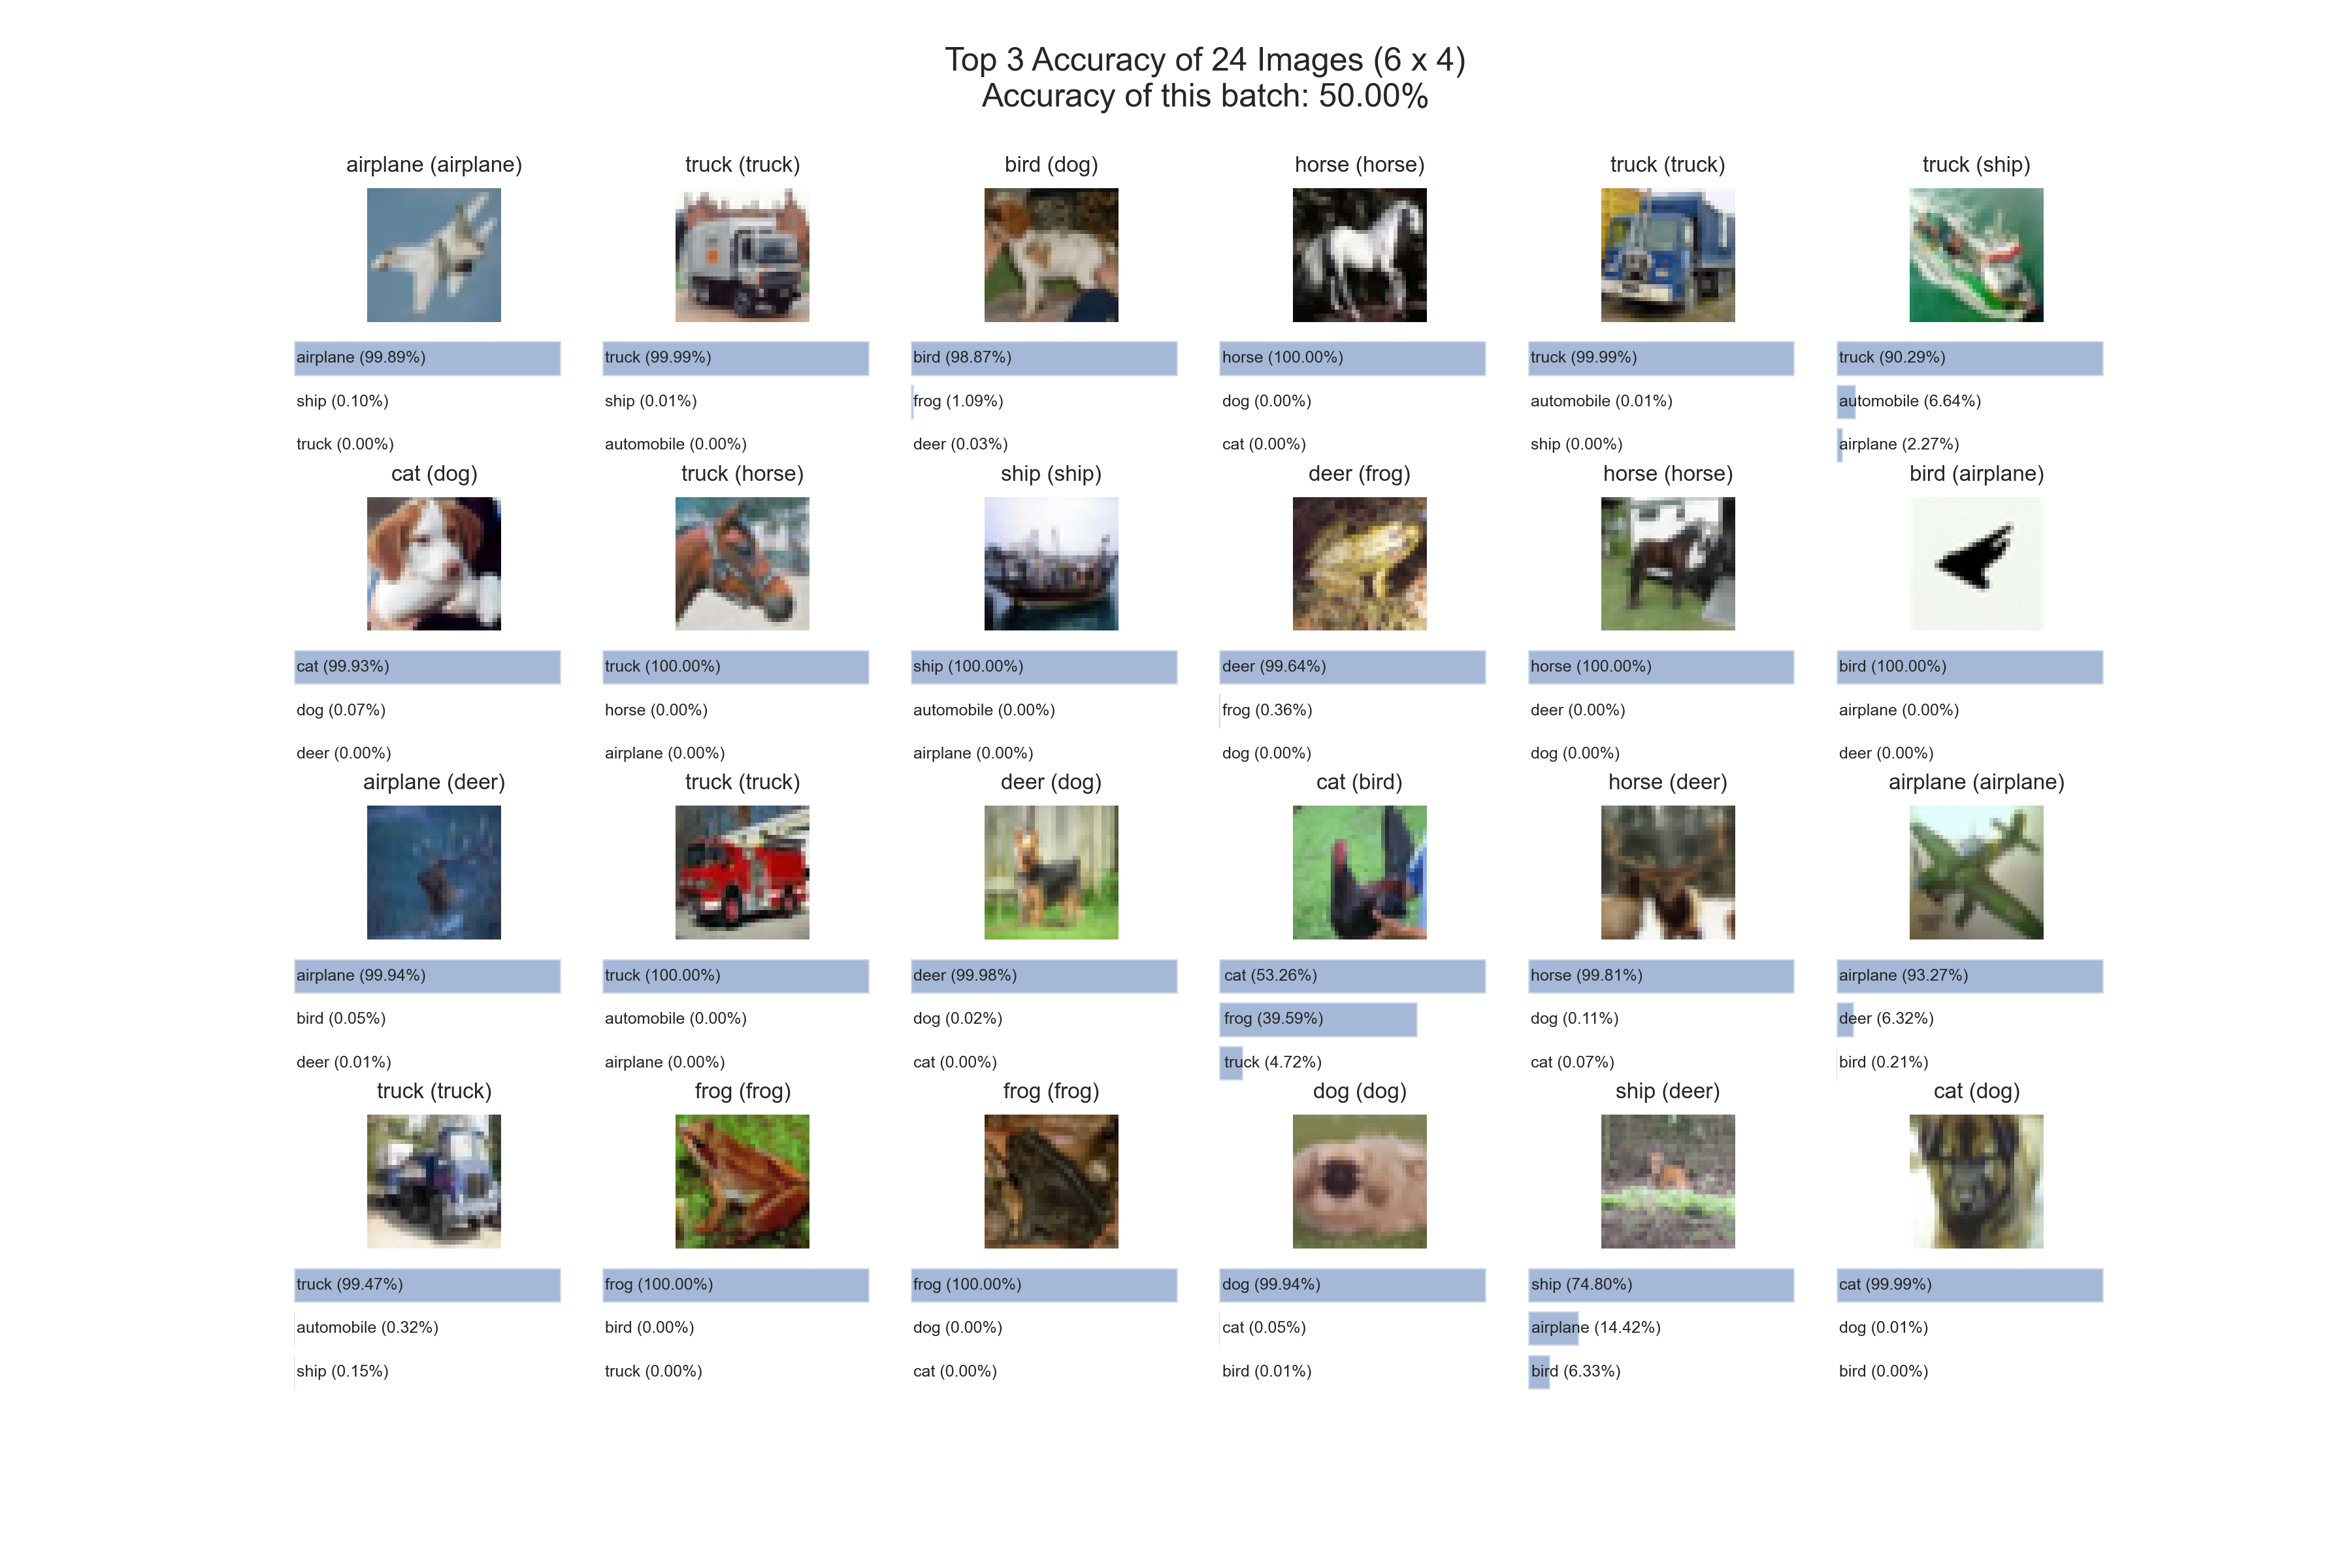 Top 3 Accuracy of 24 Images (6 x 4)
Accuracy of this batch: 50.00%
airplane (airplane)
airplane (99.89%)
ship (0.10%)
truck (0.00%)
truck (truck)
truck (99.99%)
ship (0.01%)
automobile (0.00%)
bird (dog)
bird (98.87%)
frog (1.09%)
deer (0.03%)
horse (horse)
horse (100.00%)
dog (0.00%)
cat (0.00%)
truck (truck)
truck (99.99%)
automobile (0.01%)
ship (0.00%)
truck (ship)
truck (90.29%)
automobile (6.64%)
airplane (2.27%)
cat (dog)
cat (99.93%)
dog (0.07%)
deer (0.00%)
truck (horse)
truck (100.00%)
horse (0.00%)
airplane (0.00%)
ship (ship)
ship (100.00%)
automobile (0.00%)
airplane (0.00%)
deer (frog)
deer (99.64%)
frog (0.36%)
dog (0.00%)
horse (horse)
horse (100.00%)
deer (0.00%)
dog (0.00%)
bird (airplane)
bird (100.00%)
airplane (0.00%)
deer (0.00%)
airplane (deer)
airplane (99.94%)
bird (0.05%)
deer (0.01%)
truck (truck)
truck (100.00%)
automobile (0.00%)
airplane (0.00%)
deer (dog)
deer (99.98%)
dog (0.02%)
cat (0.00%)
cat (bird)
cat (53.26%)
frog (39.59%)
truck (4.72%)
horse (deer)
horse (99.81%)
dog (0.11%)
cat (0.07%)
airplane (airplane)
airplane (93.27%)
deer (6.32%)
bird (0.21%)
truck (truck)
truck (99.47%)
automobile (0.32%)
ship (0.15%)
frog (frog)
frog (100.00%)
bird (0.00%)
truck (0.00%)
frog (frog)
frog (100.00%)
dog (0.00%)
cat (0.00%)
dog (dog)
dog (99.94%)
cat (0.05%)
bird (0.01%)
ship (deer)
ship (74.80%)
airplane (14.42%)
bird (6.33%)
cat (dog)
cat (99.99%)
dog (0.01%)
bird (0.00%)